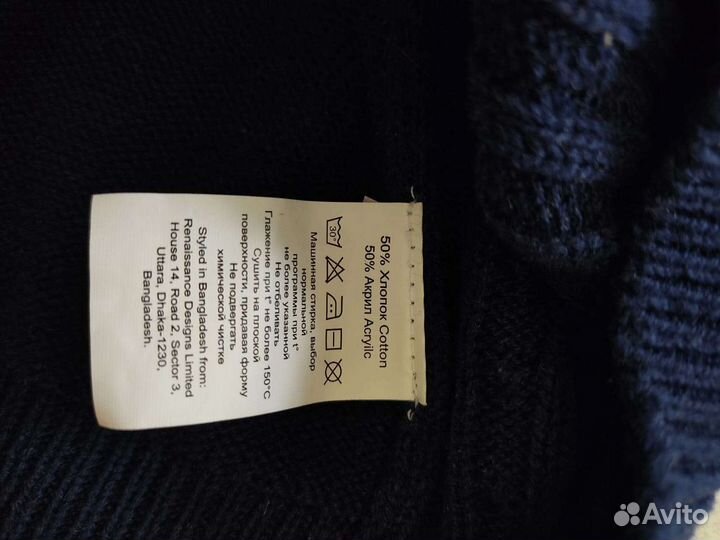 50% Хлопок Cotton
50% Акрил Acryilc
30°
Машинная стирка, выбор
нормальной
программы при t°
не более указанной
Не отбеливать
Глажение при t° не более 150°С
Сушить на плоской
поверхности, придавая форму
Не подвергать
химической чистке
Styled in Bangladesh from:
Renaissance Designs Limited
House 14, Road 2, Sector 3,
Uttara, Dhaka-1230,
Bangladesh.
Avito